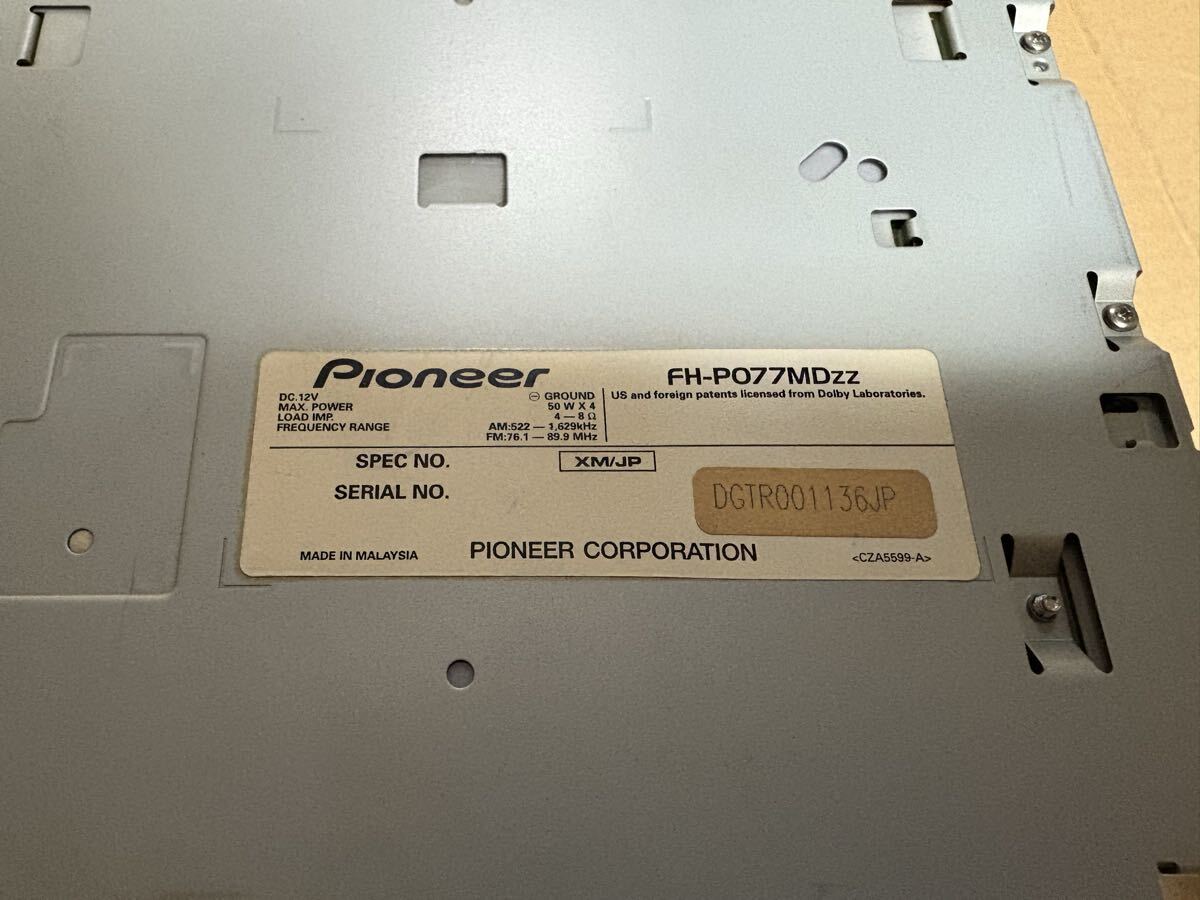 Pioneer
FH-P077MDzz
DC.12V ⊖ GROUND
MAX. POWER 50 W X 4
LOAD IMP. 4 — 8 Ω
FREQUENCY RANGE AM:522 — 1,629kHz
FM:76.1 — 89.9 MHz
US and foreign patents licensed from Dolby Laboratories.
SPEC NO. XM/JP
SERIAL NO. DGTR001136JP
MADE IN MALAYSIA PIONEER CORPORATION <CZA5599-A>